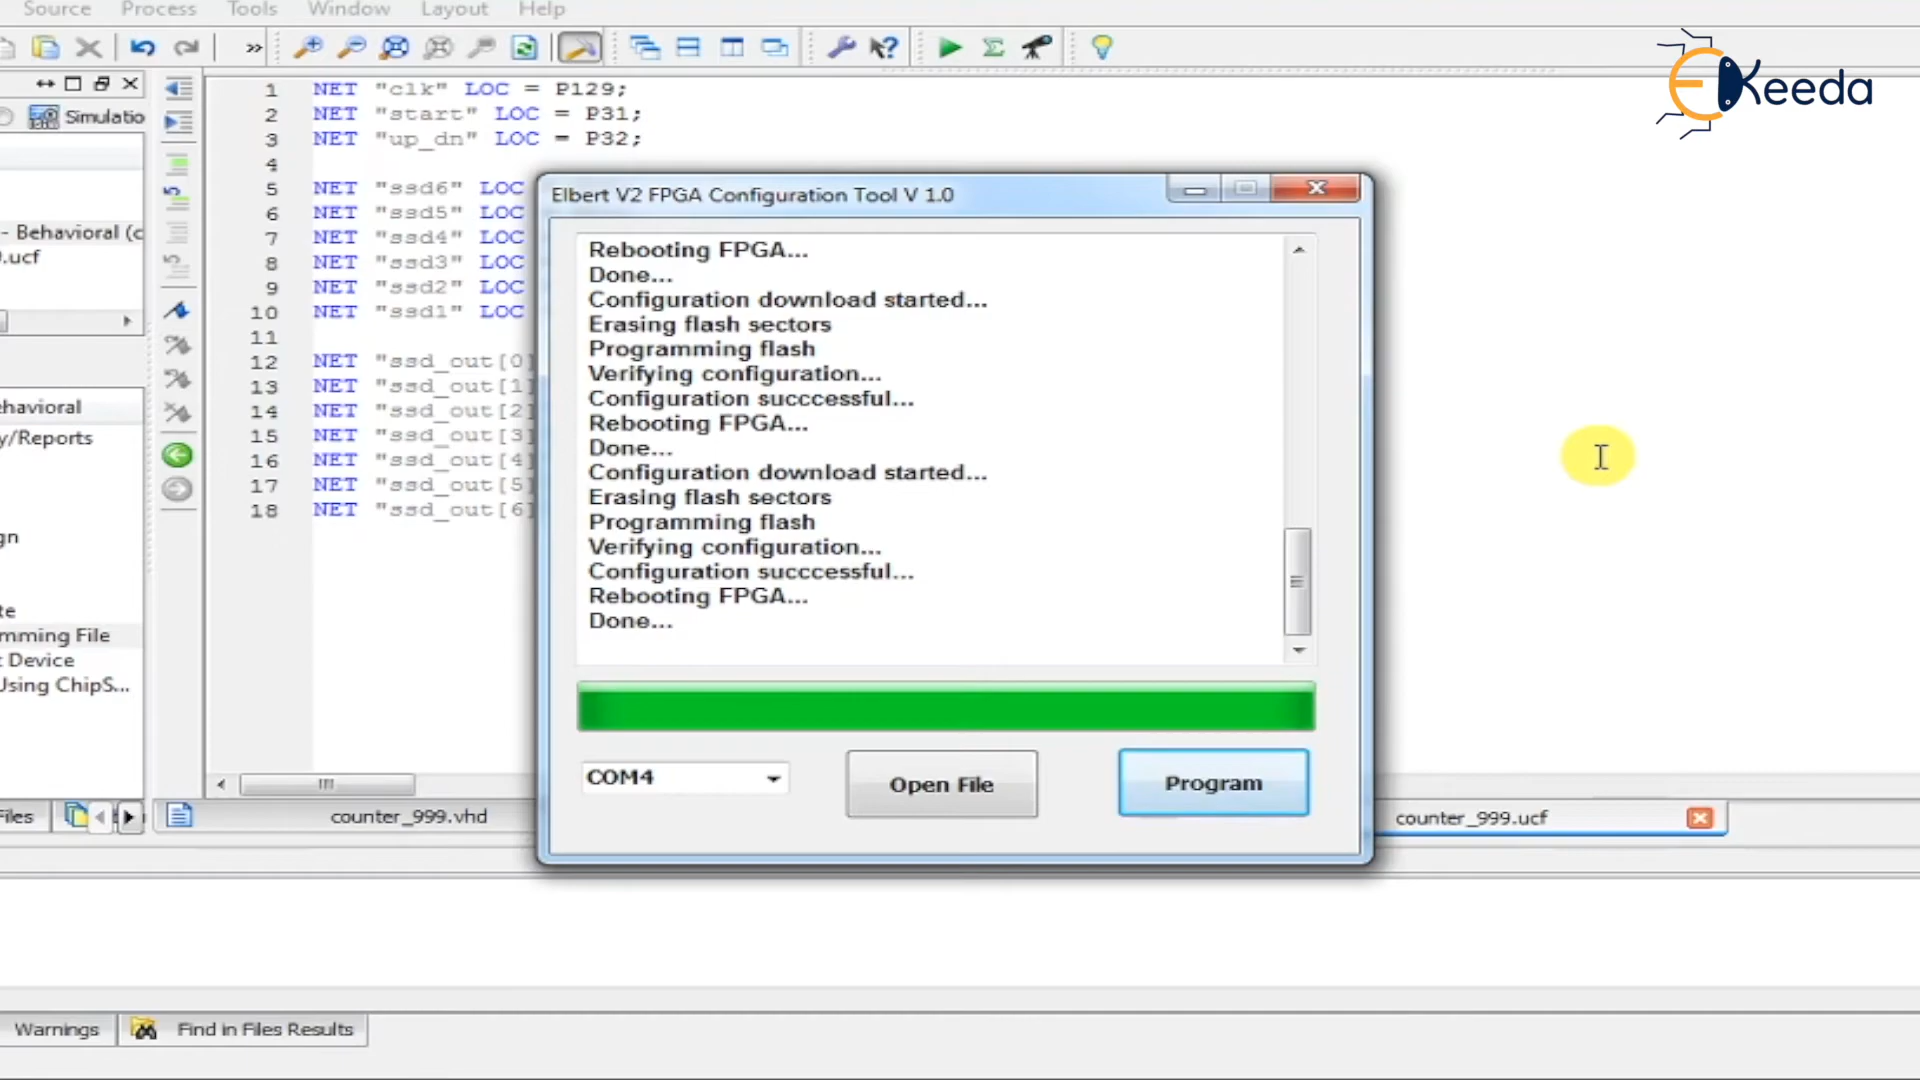 Source Process Tools Window Layout Help
EKeeda
Simulatio
- Behavioral (c
.ucf
havioral
y/Reports
gn
te
mming File
t Device
Using ChipS...
1 NET "clk" LOC = P129;
2 NET "start" LOC = P31;
3 NET "up_dn" LOC = P32;
4
5 NET "ssd6" LOC
6 NET "ssd5" LOC
7 NET "ssd4" LOC
8 NET "ssd3" LOC
9 NET "ssd2" LOC
10 NET "ssd1" LOC
11
12 NET "ssd_out[0]
13 NET "ssd_out[1]
14 NET "ssd_out[2]
15 NET "ssd_out[3]
16 NET "ssd_out[4]
17 NET "ssd_out[5]
18 NET "ssd_out[6]
Elbert V2 FPGA Configuration Tool V 1.0
Rebooting FPGA...
Done...
Configuration download started...
Erasing flash sectors
Programming flash
Verifying configuration...
Configuration succcessful...
Rebooting FPGA...
Done...
Configuration download started...
Erasing flash sectors
Programming flash
Verifying configuration...
Configuration succcessful...
Rebooting FPGA...
Done...
COM4
Open File
Program
Files
counter_999.vhd
counter_999.ucf
Warnings
Find in Files Results